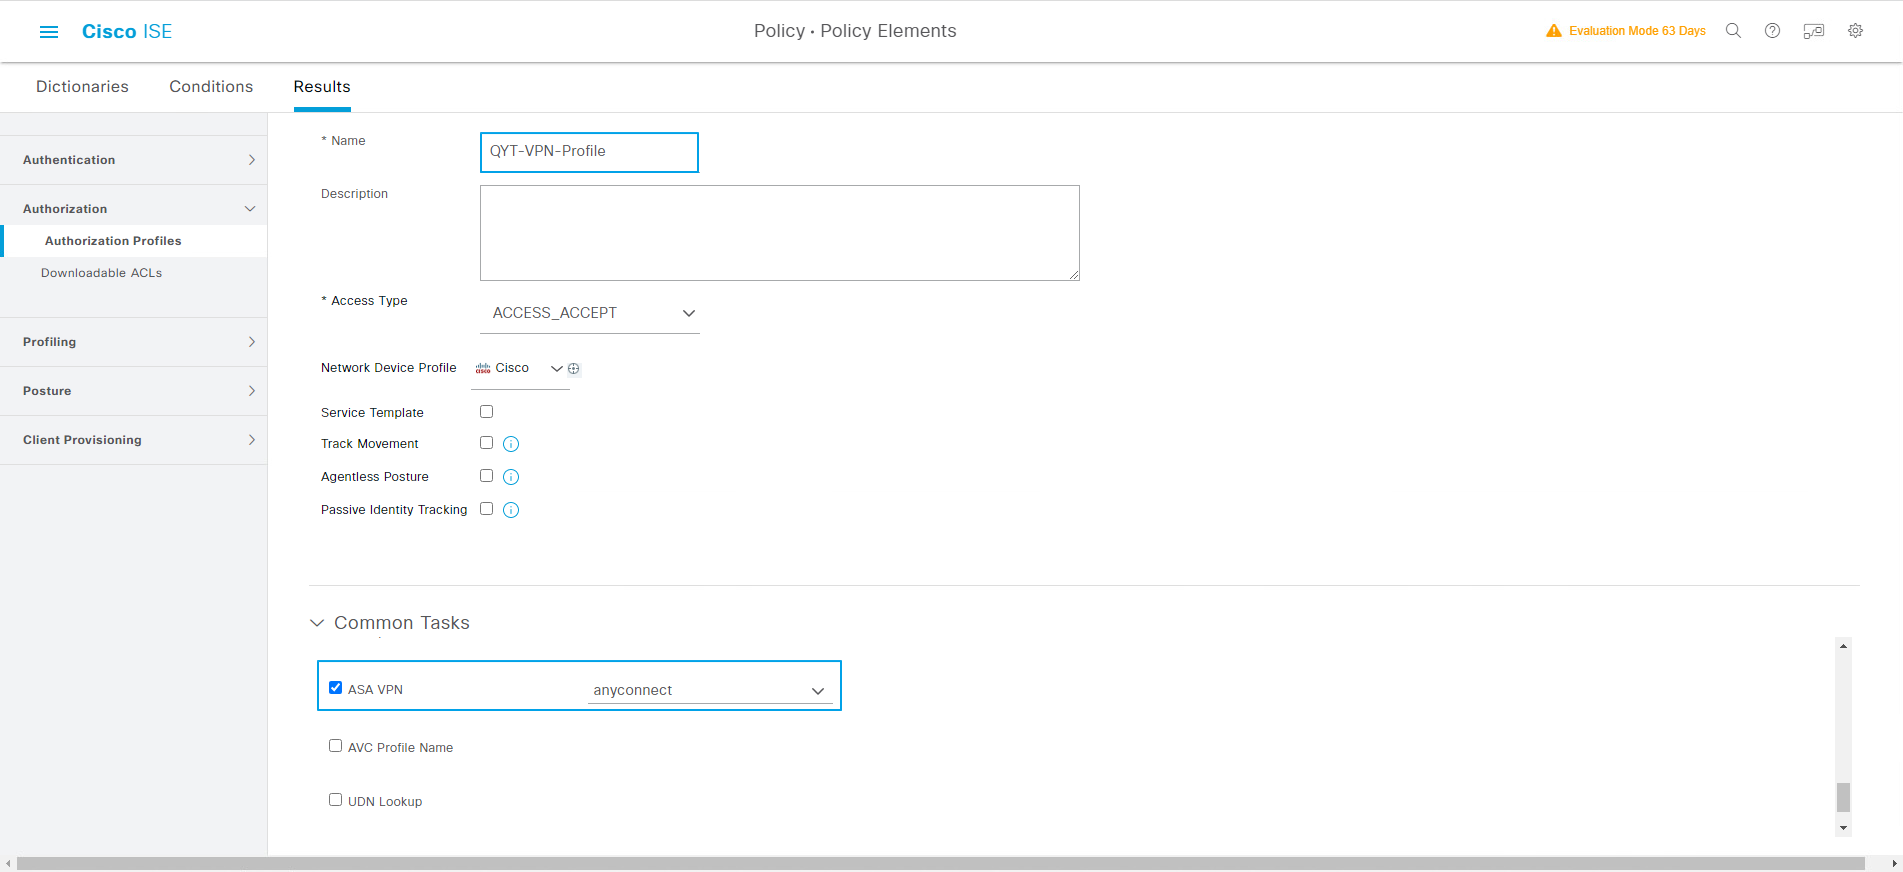 Cisco ISE
Policy · Policy Elements
Evaluation Mode 63 Days
Dictionaries
Conditions
Results
Authentication
Authorization
Authorization Profiles
Downloadable ACLs
Profiling
Posture
Client Provisioning
* Name
QYT-VPN-Profile
Description
* Access Type
ACCESS_ACCEPT
Network Device Profile
Cisco
Service Template
Track Movement
Agentless Posture
Passive Identity Tracking
Common Tasks
ASA VPN
anyconnect
AVC Profile Name
UDN Lookup